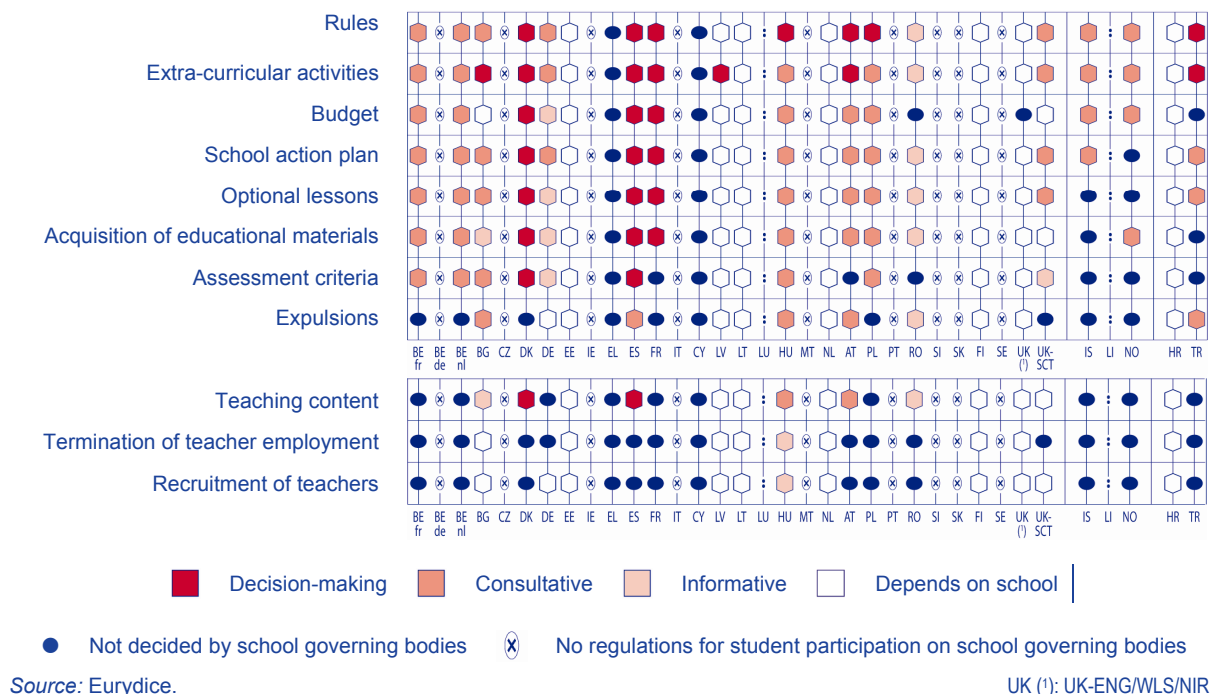 Rules
Extra-curricular activities
Budget
School action plan
Optional lessons
Acquisition of educational materials
Assessment criteria
Expulsions
BE fr BE de BE nl BG CZ DK DE EE IE EL ES FR IT CY LV LT LU HU MT NL AT PL PT RO SI SK FI SE UK (¹) UK-SCT IS LI NO HR TR
Teaching content
Termination of teacher employment
Recruitment of teachers
BE fr BE de BE nl BG CZ DK DE EE IE EL ES FR IT CY LV LT LU HU MT NL AT PL PT RO SI SK FI SE UK (¹) UK-SCT IS LI NO HR TR
Decision-making Consultative Informative Depends on school
Not decided by school governing bodies No regulations for student participation on school governing bodies
Source: Eurydice. UK (¹): UK-ENG/WLS/NIR